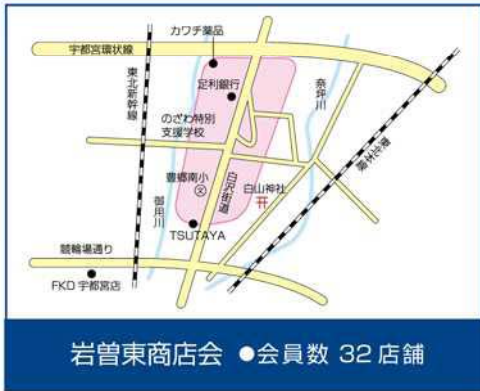 カワチ薬品
宇都宮環状線
足利銀行
東北新幹線
奈坪川
のざわ特別
支援学校
東北本線
豊郷南小
文
白沢街道
白山神社
御用川
TSUTAYA
競輪場通り
FKD 宇都宮店
岩曽東商店会 ●会員数 32店舗